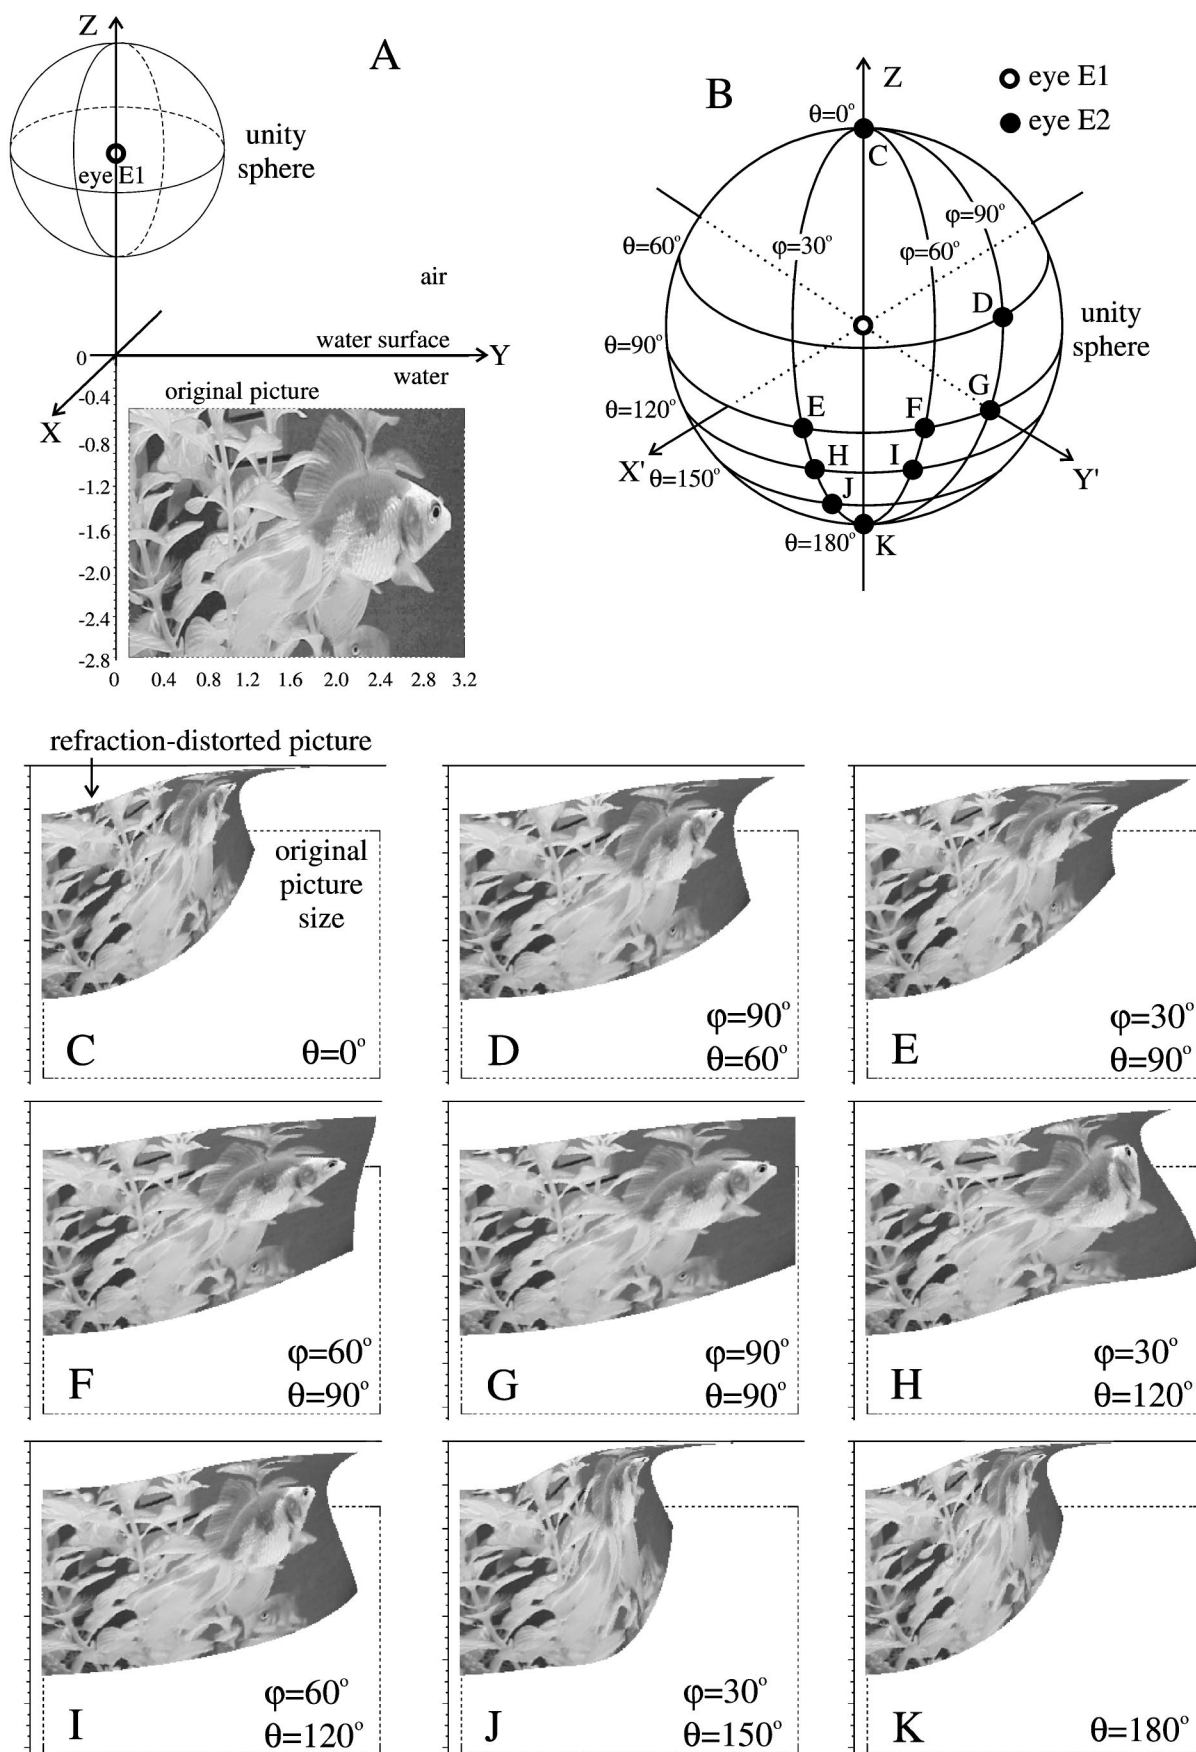 Z
A
eye E1
unity
sphere
air
water surface
Y
water
0
X
original picture
-0.4
-0.8
-1.2
-1.6
-2.0
-2.4
-2.8
0 0.4 0.8 1.2 1.6 2.0 2.4 2.8 3.2
B
Z
eye E1
eye E2
θ=0°
C
φ=90°
φ=30°
φ=60°
θ=60°
D
unity
sphere
θ=90°
G
E
F
θ=120°
H
I
X'
θ=150°
Y'
J
θ=180°
K
refraction-distorted picture
original
picture
size
C
θ=0°
D
φ=90°
θ=60°
E
φ=30°
θ=90°
F
φ=60°
θ=90°
G
φ=90°
θ=90°
H
φ=30°
θ=120°
I
φ=60°
θ=120°
J
φ=30°
θ=150°
K
θ=180°